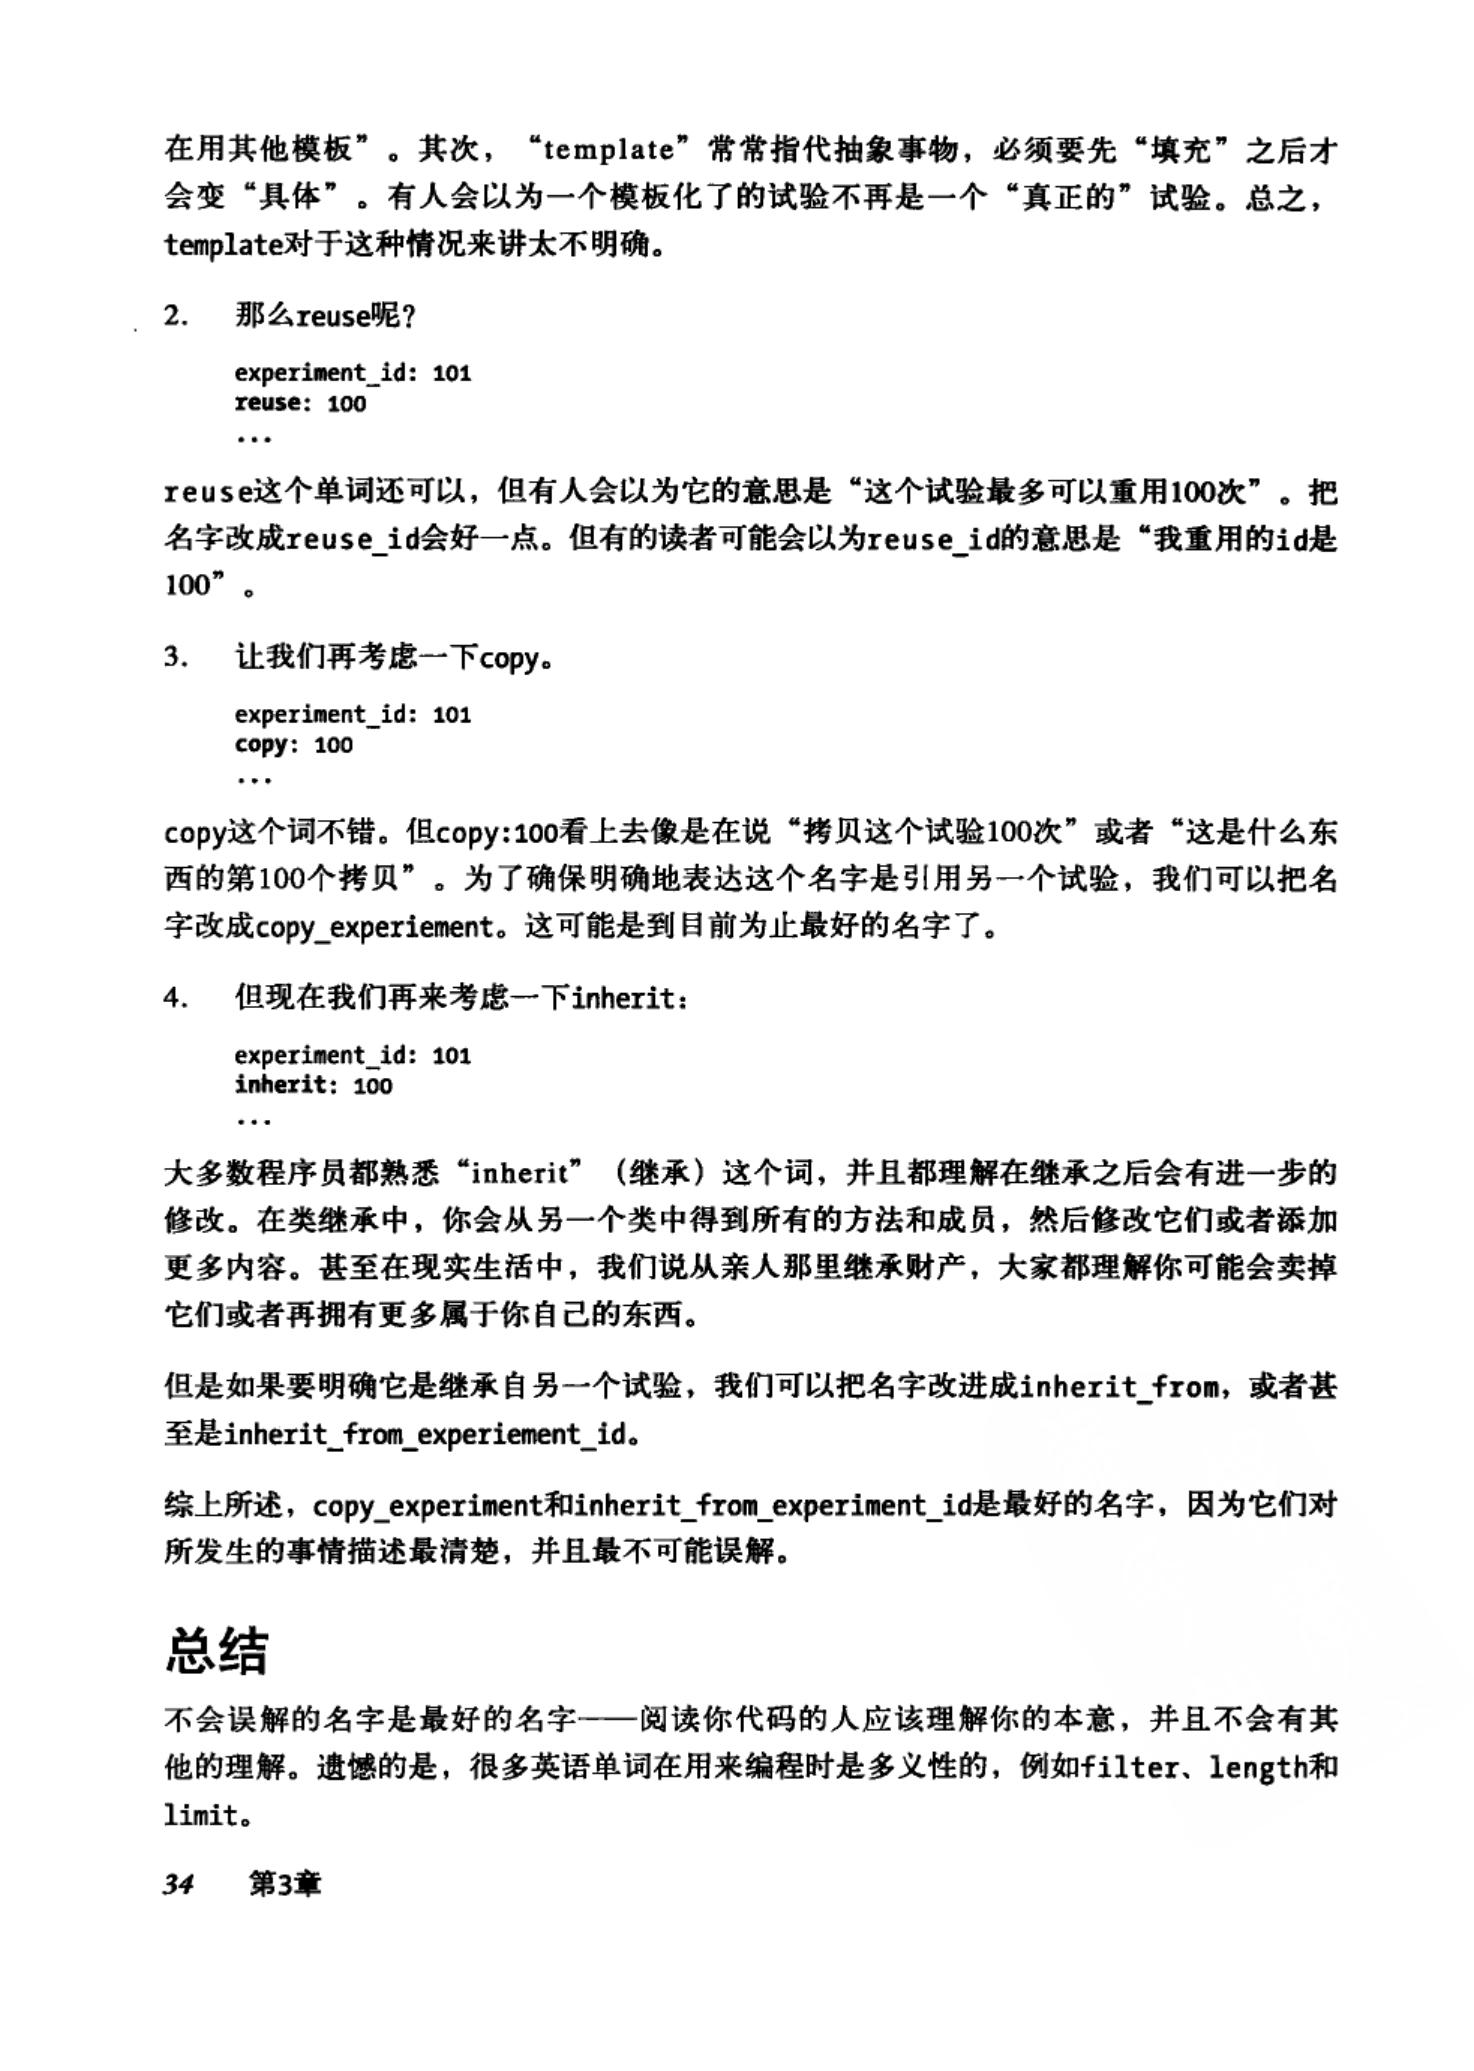 在用其他模板”。其次，“template”常常指代抽象事物，必须要先“填充”之后才
会变“具体”。有人会以为一个模板化了的试验不再是一个“真正的”试验。总之，
template对于这种情况来讲太不明确。
2. 那么reuse呢？
experiment_id: 101
reuse: 100
...
reuse这个单词还可以，但有人会以为它的意思是“这个试验最多可以重用100次”。把
名字改成reuse_id会好一点。但有的读者可能会以为reuse_id的意思是“我重用的id是
100”。
3. 让我们再考虑一下copy。
experiment_id: 101
copy: 100
...
copy这个词不错。但copy:100看上去像是在说“拷贝这个试验100次”或者“这是什么东
西的第100个拷贝”。为了确保明确地表达这个名字是引用另一个试验，我们可以把名
字改成copy_experiement。这可能是到目前为止最好的名字了。
4. 但现在我们再来考虑一下inherit：
experiment_id: 101
inherit: 100
...
大多数程序员都熟悉“inherit”（继承）这个词，并且都理解在继承之后会有进一步的
修改。在类继承中，你会从另一个类中得到所有的方法和成员，然后修改它们或者添加
更多内容。甚至在现实生活中，我们说从亲人那里继承财产，大家都理解你可能会卖掉
它们或者再拥有更多属于你自己的东西。
但是如果要明确它是继承自另一个试验，我们可以把名字改进成inherit_from，或者甚
至是inherit_from_experiement_id。
综上所述，copy_experiment和inherit_from_experiment_id是最好的名字，因为它们对
所发生的事情描述最清楚，并且最不可能误解。
总结
不会误解的名字是最好的名字——阅读你代码的人应该理解你的本意，并且不会有其
他的理解。遗憾的是，很多英语单词在用来编程时是多义性的，例如filter、length和
limit。
34 第3章